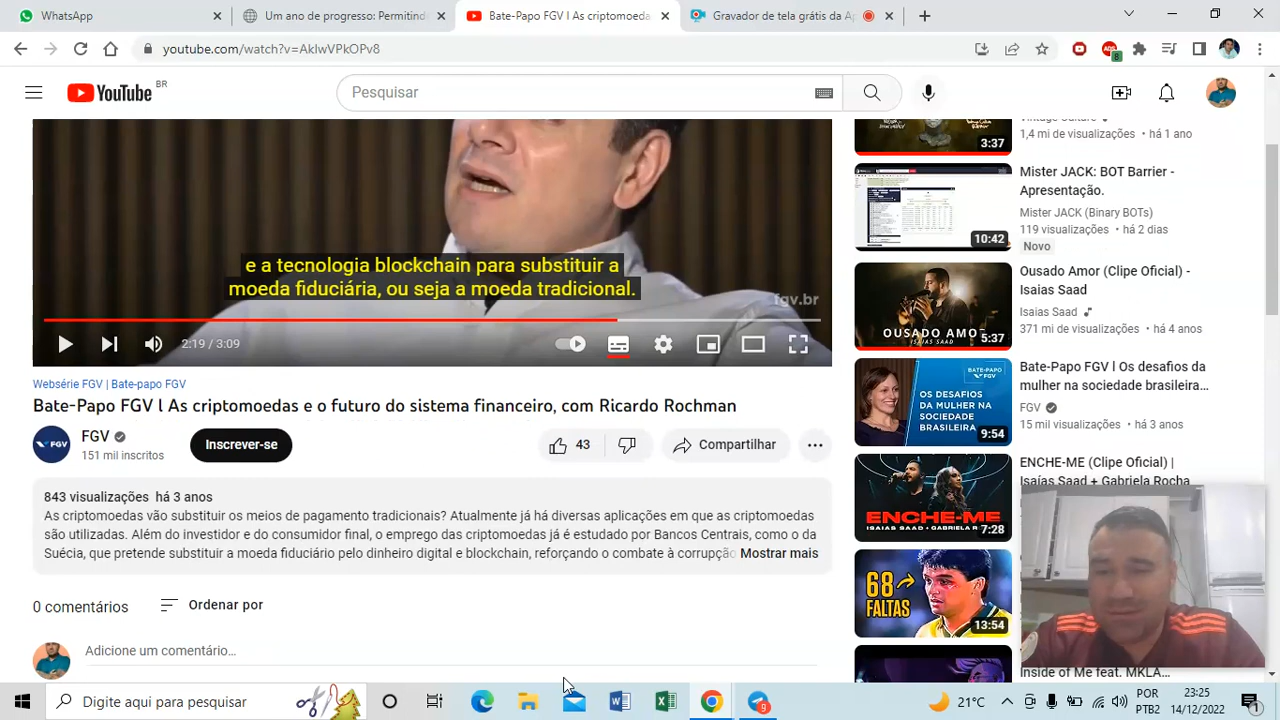 WhatsApp
Um ano de progresso: Permitind
Bate-Papo FGV l As criptomoedas
Gravador de tela grátis da
youtube.com/watch?v=AklwVPkOPv8
ABP
8
YouTube BR
Pesquisar
e a tecnologia blockchain para substituir a
moeda fiduciária, ou seja a moeda tradicional.
fgv.br
2:19 / 3:09
Websérie FGV | Bate-papo FGV
Bate-Papo FGV l As criptomoedas e o futuro do sistema financeiro, com Ricardo Rochman
FGV
FGV
151 mil inscritos
Inscrever-se
43
Compartilhar
843 visualizações há 3 anos
As criptomoedas vão substituir os meios de pagamento tradicionais? Atualmente já há diversas aplicações em que as criptomoedas
são utilizadas. Além
já é estudado por Bancos Centrais, como o da
Suécia, que pretende substituir a moeda fiduciário pelo dinheiro digital e blockchain, reforçando o combate à corrupção Mostrar mais
0 comentários
Ordenar por
Adicione um comentário...
Vintage Culture
1,4 mi de visualizações • há 1 ano
3:37
Mister JACK: BOT Barrier -
Apresentação.
Mister JACK (Binary BOTs)
119 visualizações • há 2 dias
Novo
10:42
Ousado Amor (Clipe Oficial) -
Isaias Saad
Isaias Saad
371 mi de visualizações • há 4 anos
OUSADO AMOR
ISAIAS SAAD
5:37
Bate-Papo FGV l Os desafios da
mulher na sociedade brasileira...
FGV
15 mil visualizações • há 3 anos
BATE-PAPO
FGV
OS DESAFIOS
DA MULHER NA
SOCIEDADE
BRASILEIRA
9:54
ENCHE-ME (Clipe Oficial) |
Isaías Saad + Gabriela Rocha
ENCHE-ME
7:28
68
FALTAS
13:54
Inside of Me feat. MKLA...
Digite aqui para pesquisar
9
21°C
POR
PTB2
23:25
14/12/2022
1